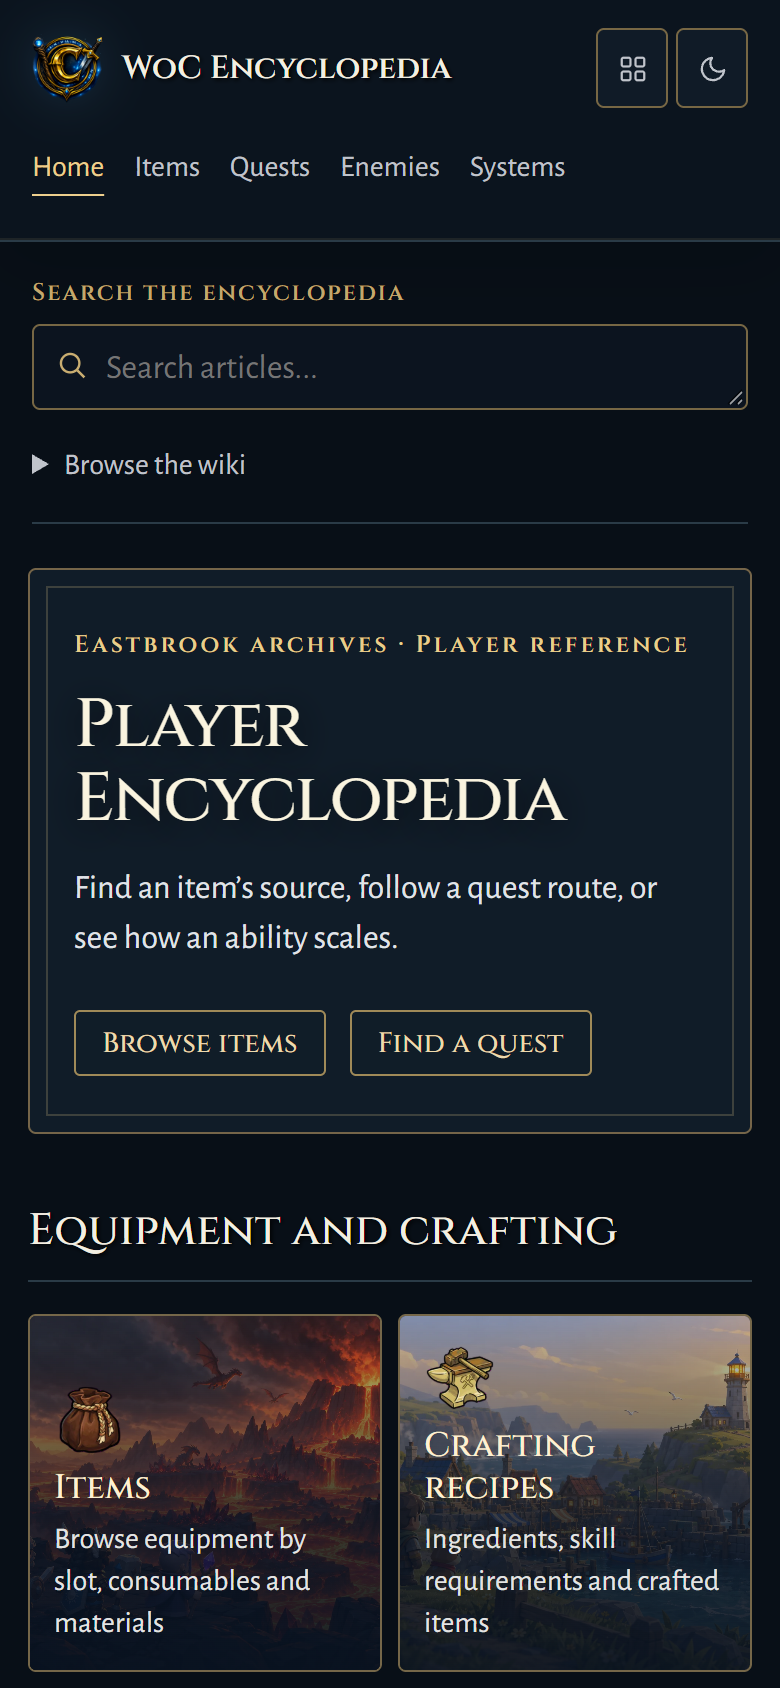 WoC Encyclopedia
Home Items Quests Enemies Systems
Search the encyclopedia
Search articles...
Browse the wiki
Eastbrook archives · Player reference
Player
Encyclopedia
Find an item’s source, follow a quest route, or
see how an ability scales.
Browse items Find a quest
Equipment and crafting
Items
Browse equipment by
slot, consumables and
materials
Crafting
recipes
Ingredients, skill
requirements and crafted
items